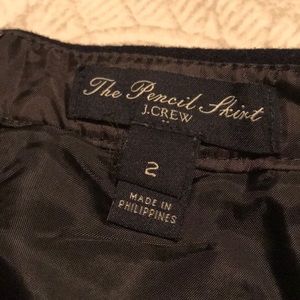 The Pencil Skirt
J.CREW
2
MADE IN
PHILIPPINES